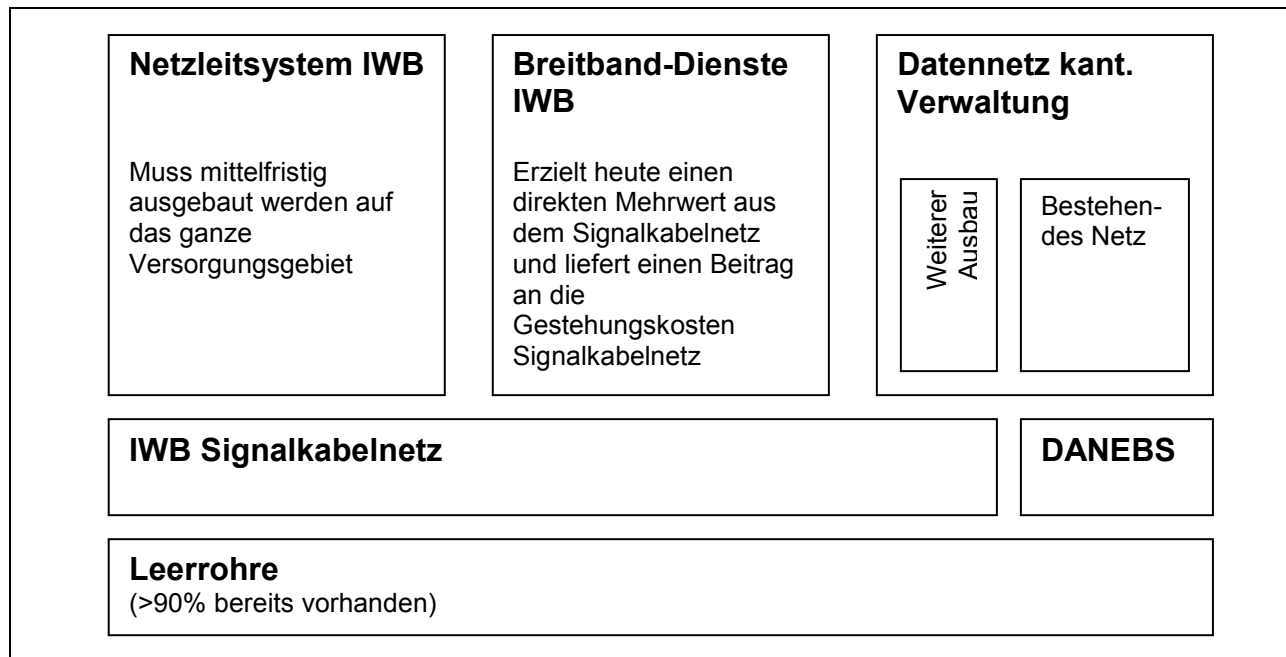 Netzleitsystem IWB
Muss mittelfristig
ausgebaut werden auf
das ganze
Versorgungsgebiet
Breitband-Dienste
IWB
Erzielt heute einen
direkten Mehrwert aus
dem Signalkabelnetz
und liefert einen Beitrag
an die
Gestehungskosten
Signalkabelnetz
Datennetz kant.
Verwaltung
Weiterer
Ausbau
Bestehen-
des Netz
IWB Signalkabelnetz
DANEBS
Leerrohre
(>90% bereits vorhanden)